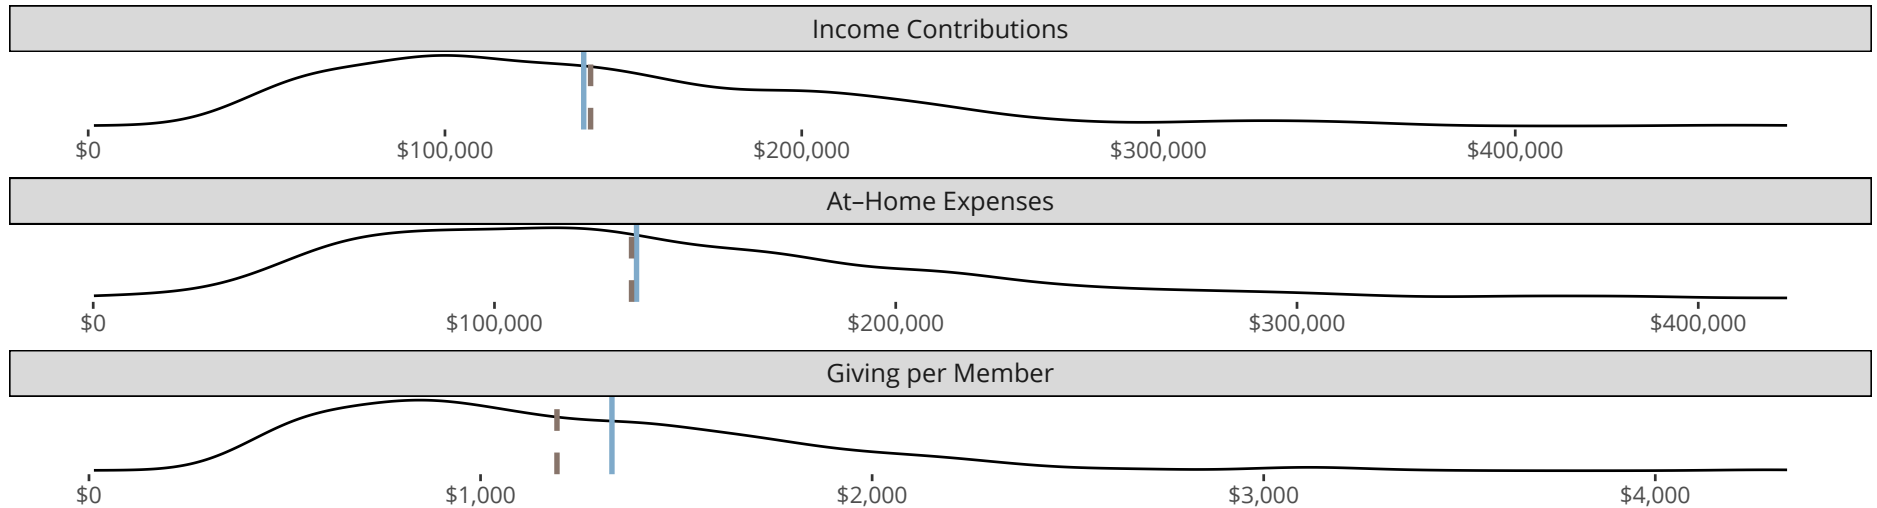 Income Contributions
$0 $100,000 $200,000 $300,000 $400,000
At–Home Expenses
$0 $100,000 $200,000 $300,000 $400,000
Giving per Member
$0 $1,000 $2,000 $3,000 $4,000